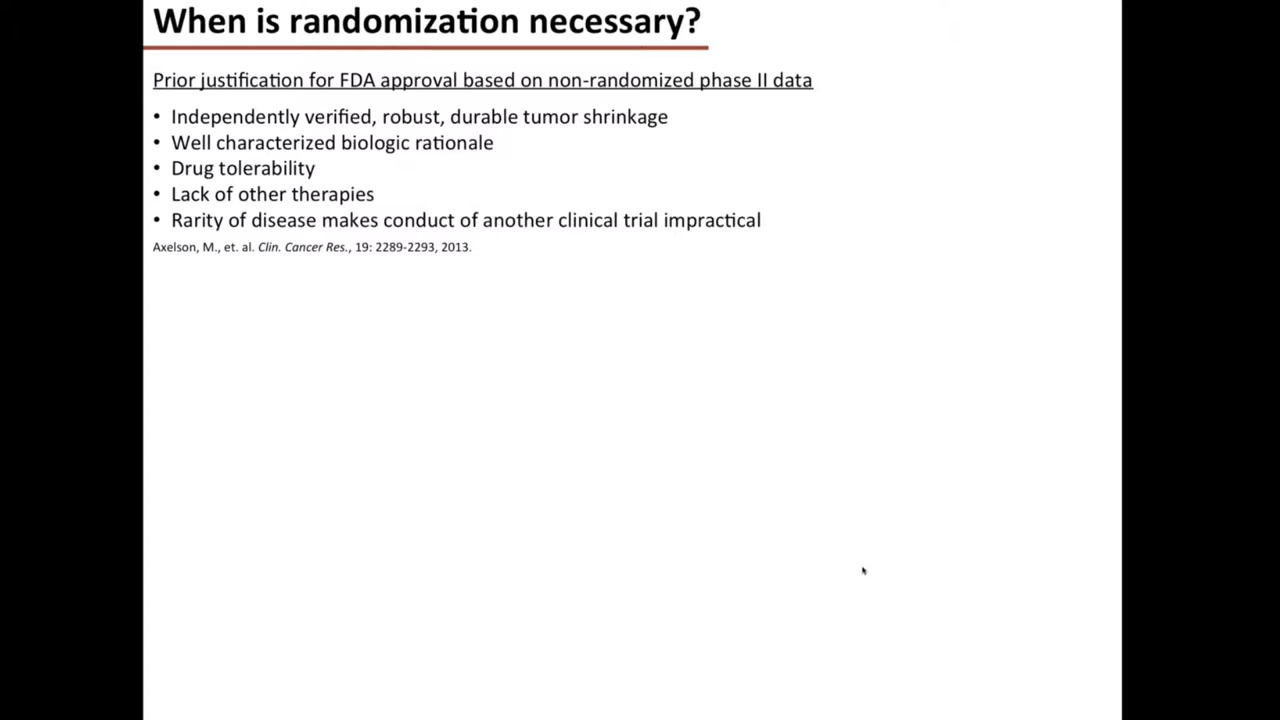 When is randomization necessary?
Prior justification for FDA approval based on non-randomized phase II data
• Independently verified, robust, durable tumor shrinkage
• Well characterized biologic rationale
• Drug tolerability
• Lack of other therapies
• Rarity of disease makes conduct of another clinical trial impractical
Axelson, M., et. al. Clin. Cancer Res., 19: 2289-2293, 2013.